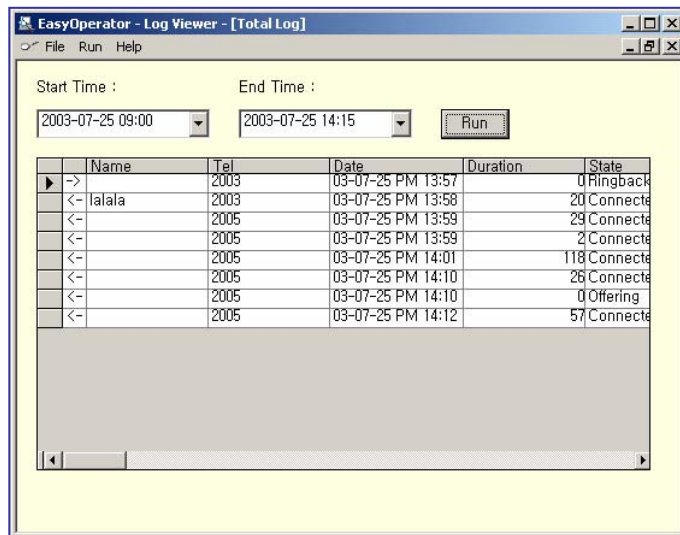 EasyOperator - Log Viewer - [Total Log]
File Run Help
Start Time : End Time :
2003-07-25 09:00 2003-07-25 14:15 Run
Name Tel Date Duration State
-> 2003 03-07-25 PM 13:57 0 Ringback
<- lalala 2003 03-07-25 PM 13:58 20 Connecte
<- 2005 03-07-25 PM 13:59 29 Connecte
<- 2005 03-07-25 PM 13:59 2 Connecte
<- 2005 03-07-25 PM 14:01 118 Connecte
<- 2005 03-07-25 PM 14:10 26 Connecte
<- 2005 03-07-25 PM 14:10 0 Offering
<- 2005 03-07-25 PM 14:12 57 Connecte